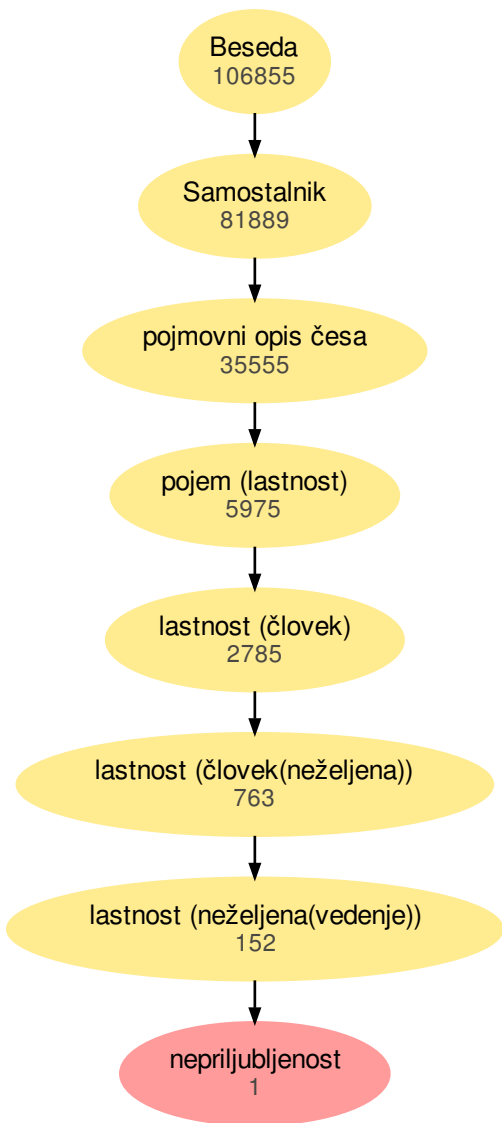 Beseda
106855
Samostalnik
81889
pojmovni opis česa
35555
pojem (lastnost)
5975
lastnost (človek)
2785
lastnost (človek(neželjena))
763
lastnost (neželjena(vedenje))
152
nepriljubljenost
1